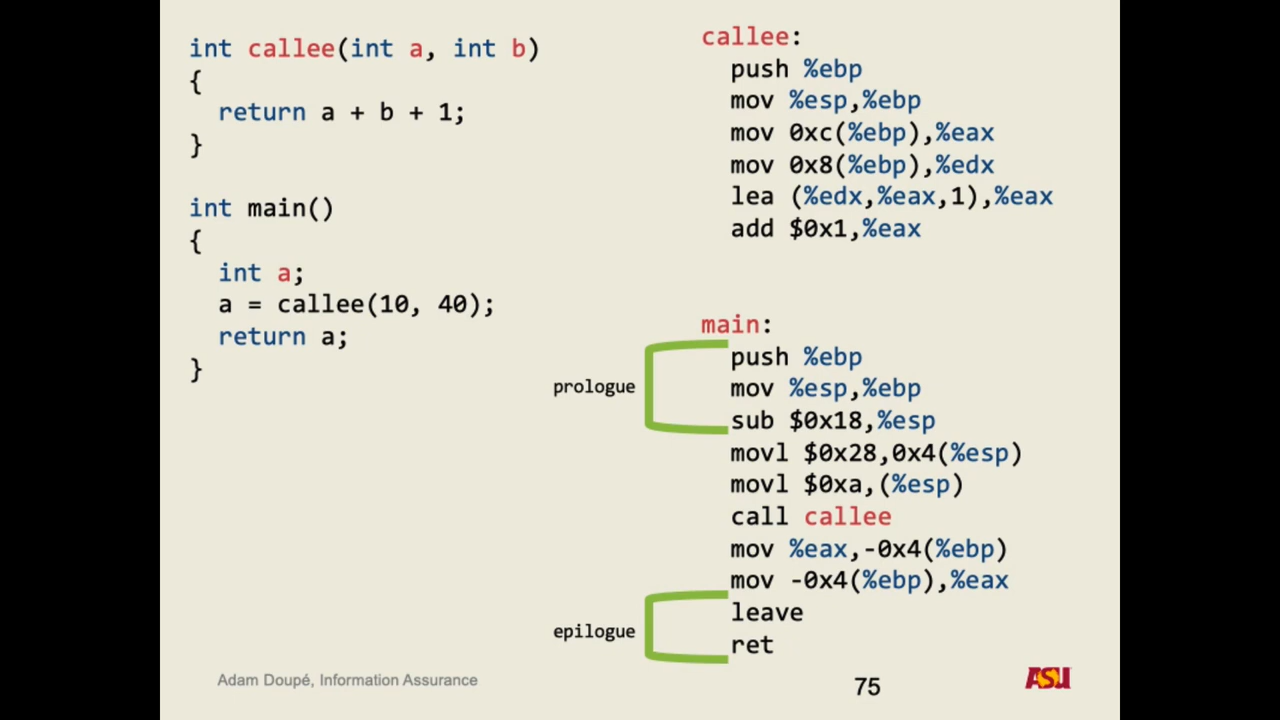 int callee(int a, int b)
{
  return a + b + 1;
}
int main()
{
  int a;
  a = callee(10, 40);
  return a;
}
callee:
  push %ebp
  mov %esp,%ebp
  mov 0xc(%ebp),%eax
  mov 0x8(%ebp),%edx
  lea (%edx,%eax,1),%eax
  add $0x1,%eax
main:
prologue
  push %ebp
  mov %esp,%ebp
  sub $0x18,%esp
  movl $0x28,0x4(%esp)
  movl $0xa,(%esp)
  call callee
  mov %eax,-0x4(%ebp)
  mov -0x4(%ebp),%eax
epilogue
  leave
  ret
Adam Doupé, Information Assurance
75
ASU